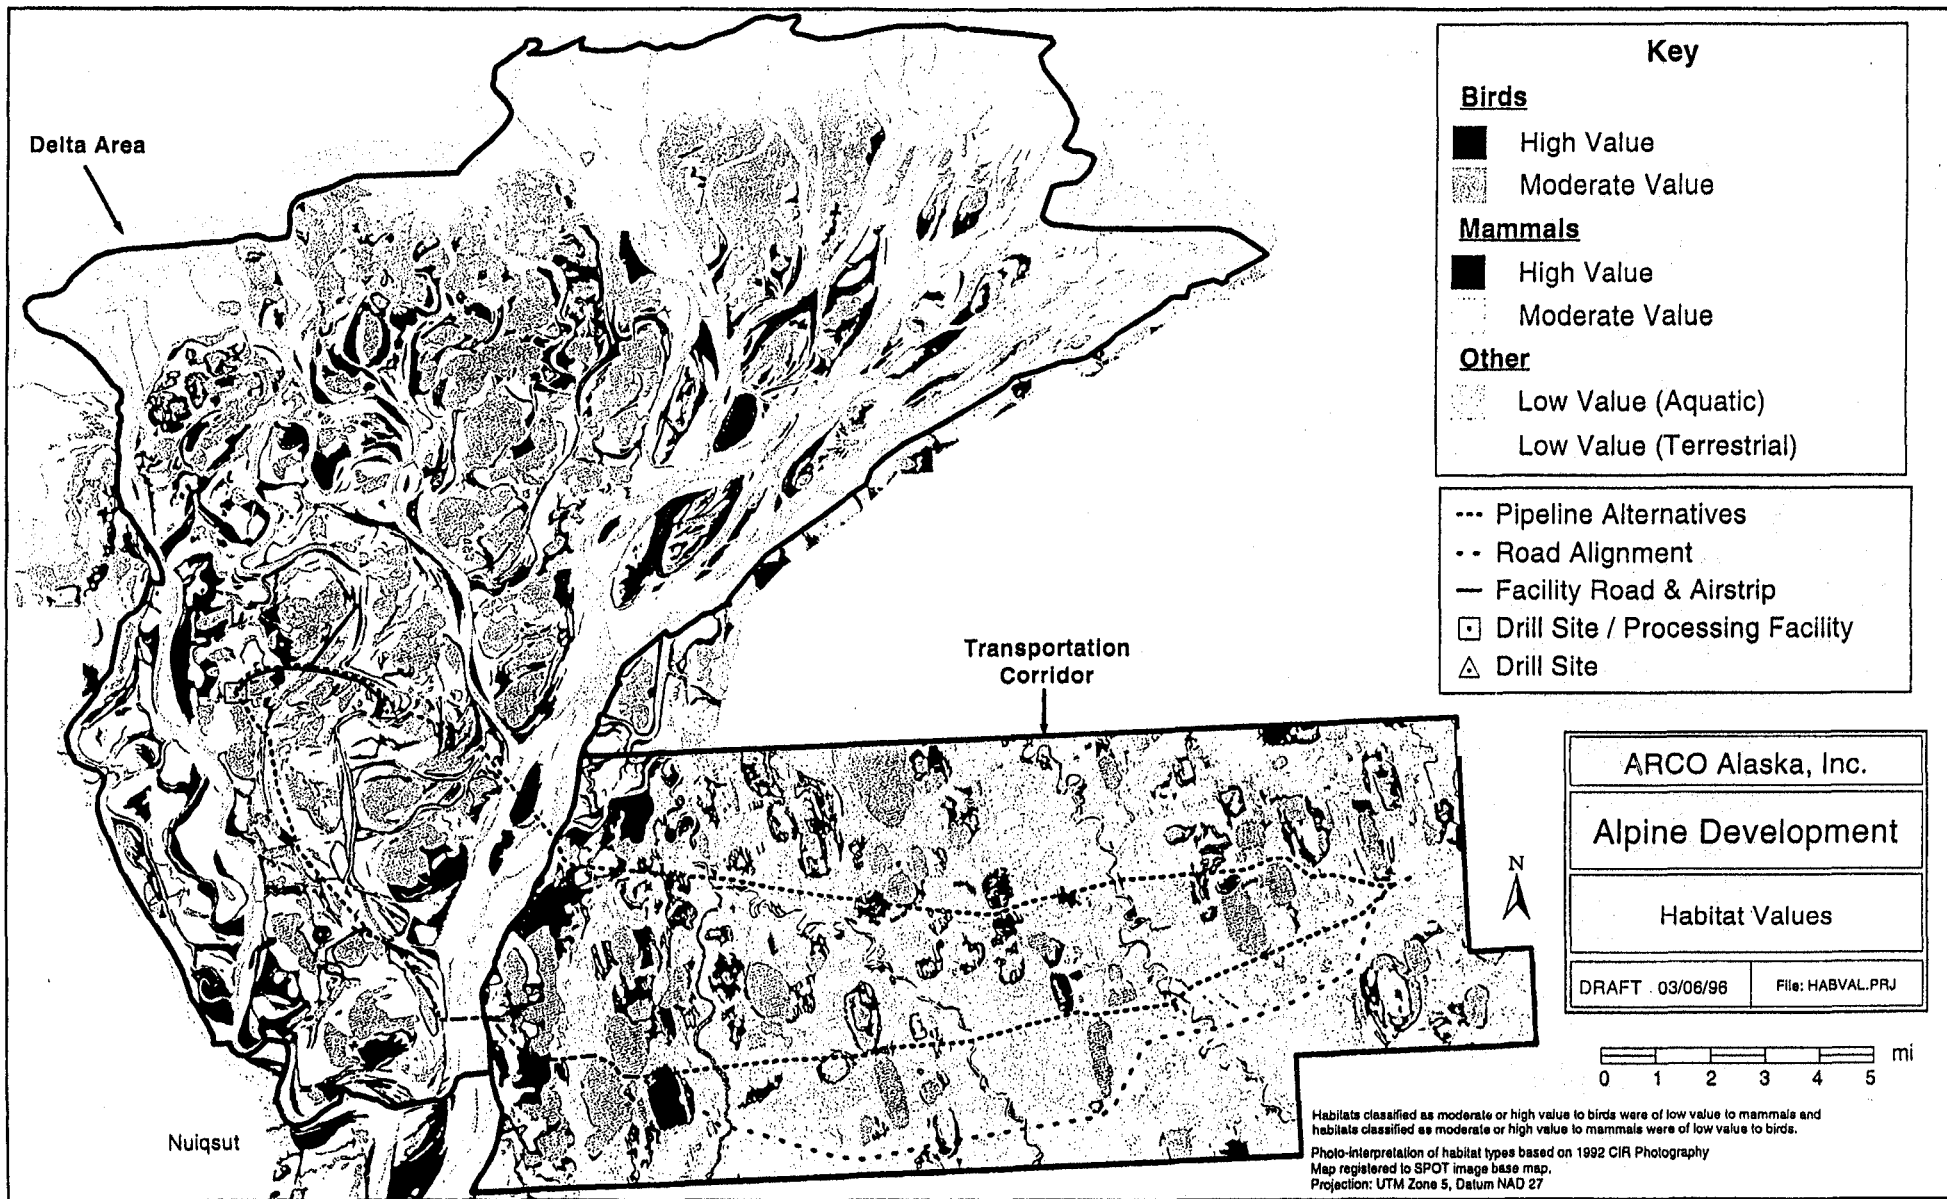 Delta Area
Transportation
Corridor
Nuiqsut
Key
Birds
High Value
Moderate Value
Mammals
High Value
Moderate Value
Other
Low Value (Aquatic)
Low Value (Terrestrial)
Pipeline Alternatives
Road Alignment
Facility Road & Airstrip
Drill Site / Processing Facility
Drill Site
ARCO Alaska, Inc.
Alpine Development
Habitat Values
DRAFT 03/06/96 File: HABVAL.PRJ
N
mi
0 1 2 3 4 5
Habitats classified as moderate or high value to birds were of low value to mammals and
habitats classified as moderate or high value to mammals were of low value to birds.
Photo-interpretation of habitat types based on 1992 CIR Photography
Map registered to SPOT image base map.
Projection: UTM Zone 5, Datum NAD 27